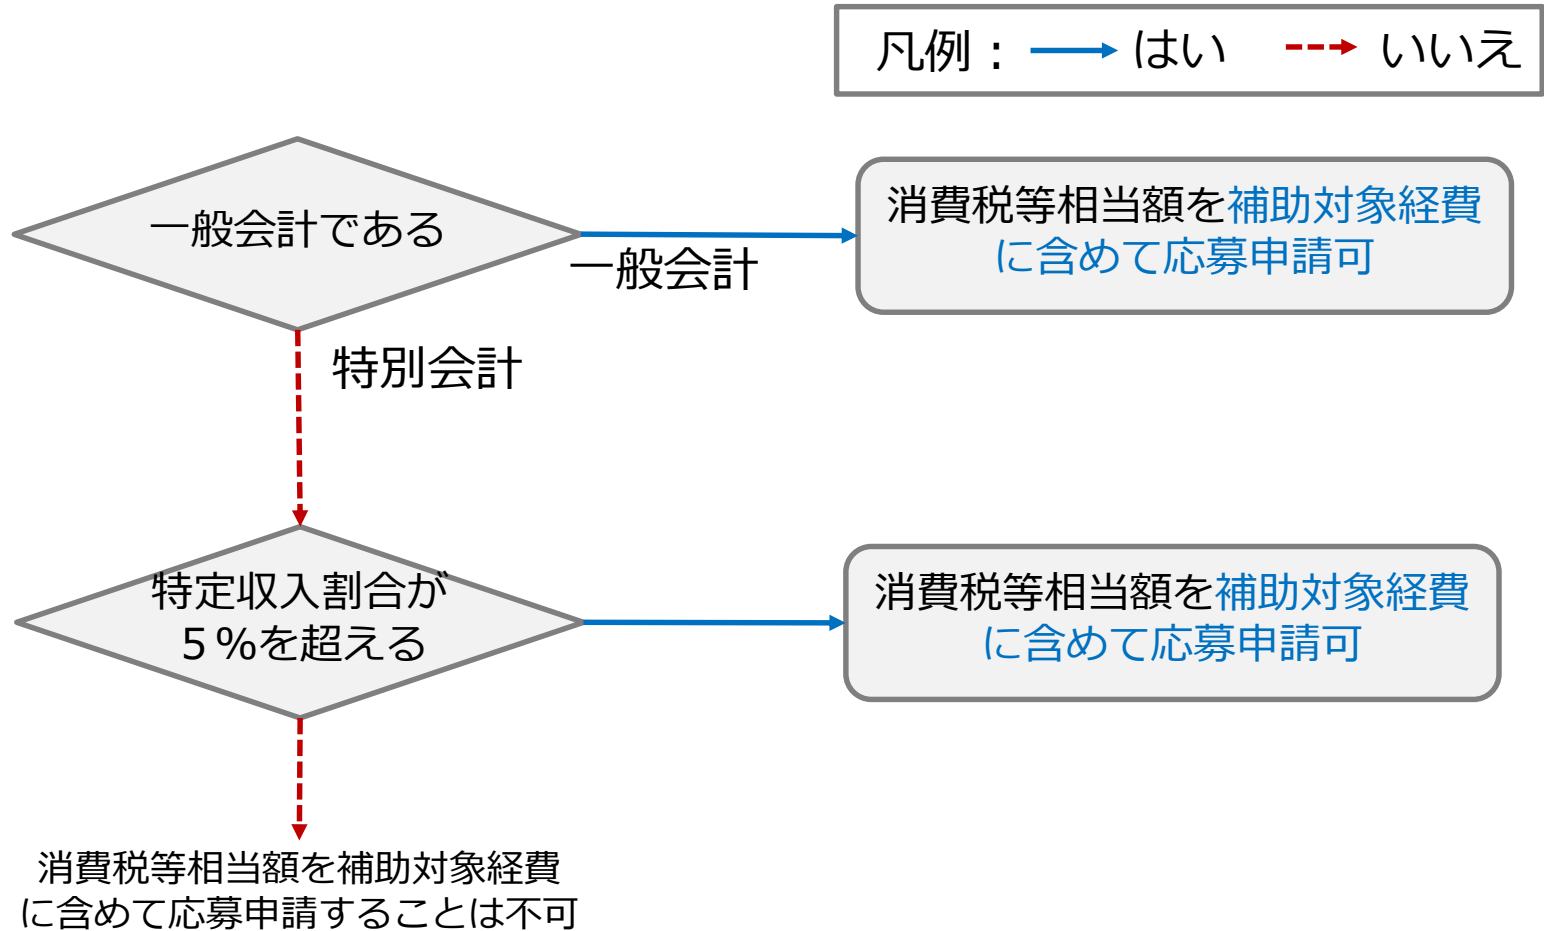 凡例： はい いいえ
一般会計である
一般会計
消費税等相当額を補助対象経費
に含めて応募申請可
特別会計
特定収入割合が
５％を超える
消費税等相当額を補助対象経費
に含めて応募申請可
消費税等相当額を補助対象経費
に含めて応募申請することは不可